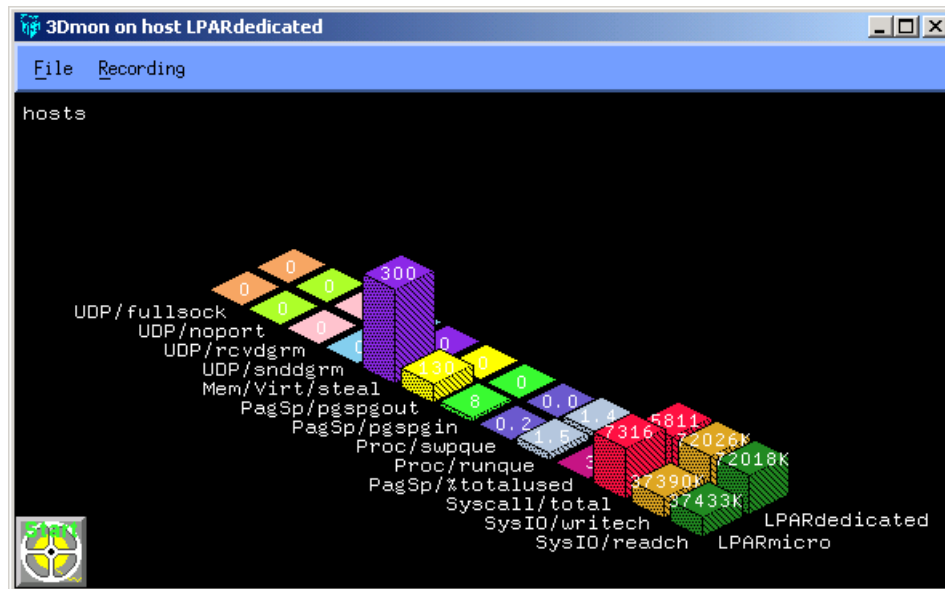 3Dmon on host LPARdedicated
File Recording
hosts
0
0
0
0
0
300
0
0
130
0
8
0.0
0.2
1.4
1.5
3
5811
7316
72026K
37390K
72018K
37433K
UDP/fullsock
UDP/noport
UDP/rcvdgrm
UDP/snddgrm
Mem/Virt/steal
PagSp/pgspgout
PagSp/pgspgin
Proc/swpque
Proc/runque
PagSp/%totalused
Syscall/total
SysIO/writech
SysIO/readch
LPARdedicated
LPARmicro
Start